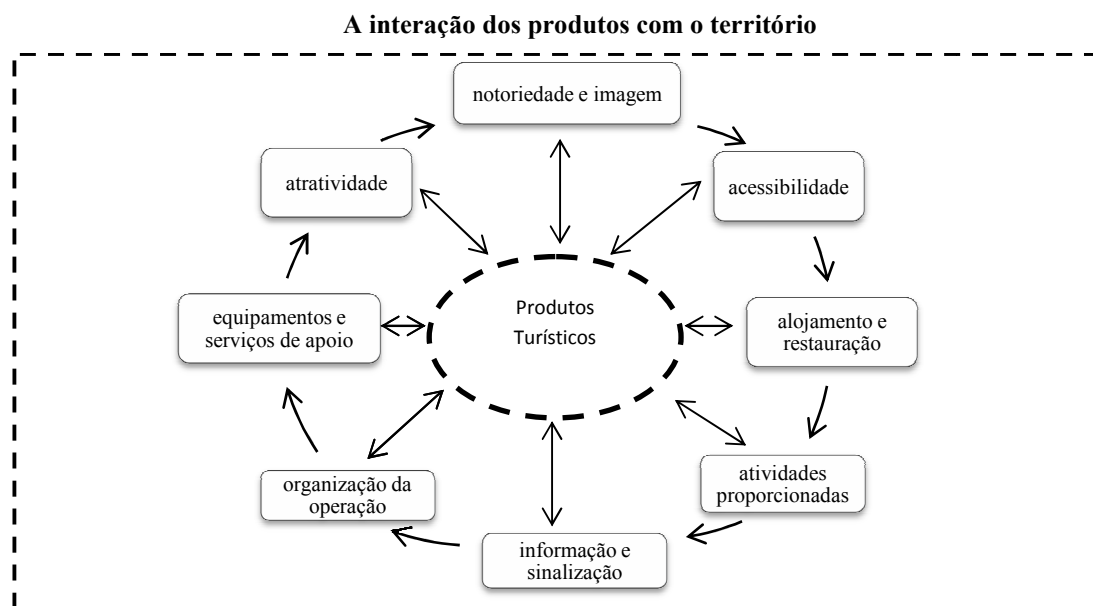 A interação dos produtos com o território
notoriedade e imagem
atratividade
acessibilidade
Produtos
Turísticos
equipamentos e
serviços de apoio
alojamento e
restauração
organização da
operação
atividades
proporcionadas
informação e
sinalização